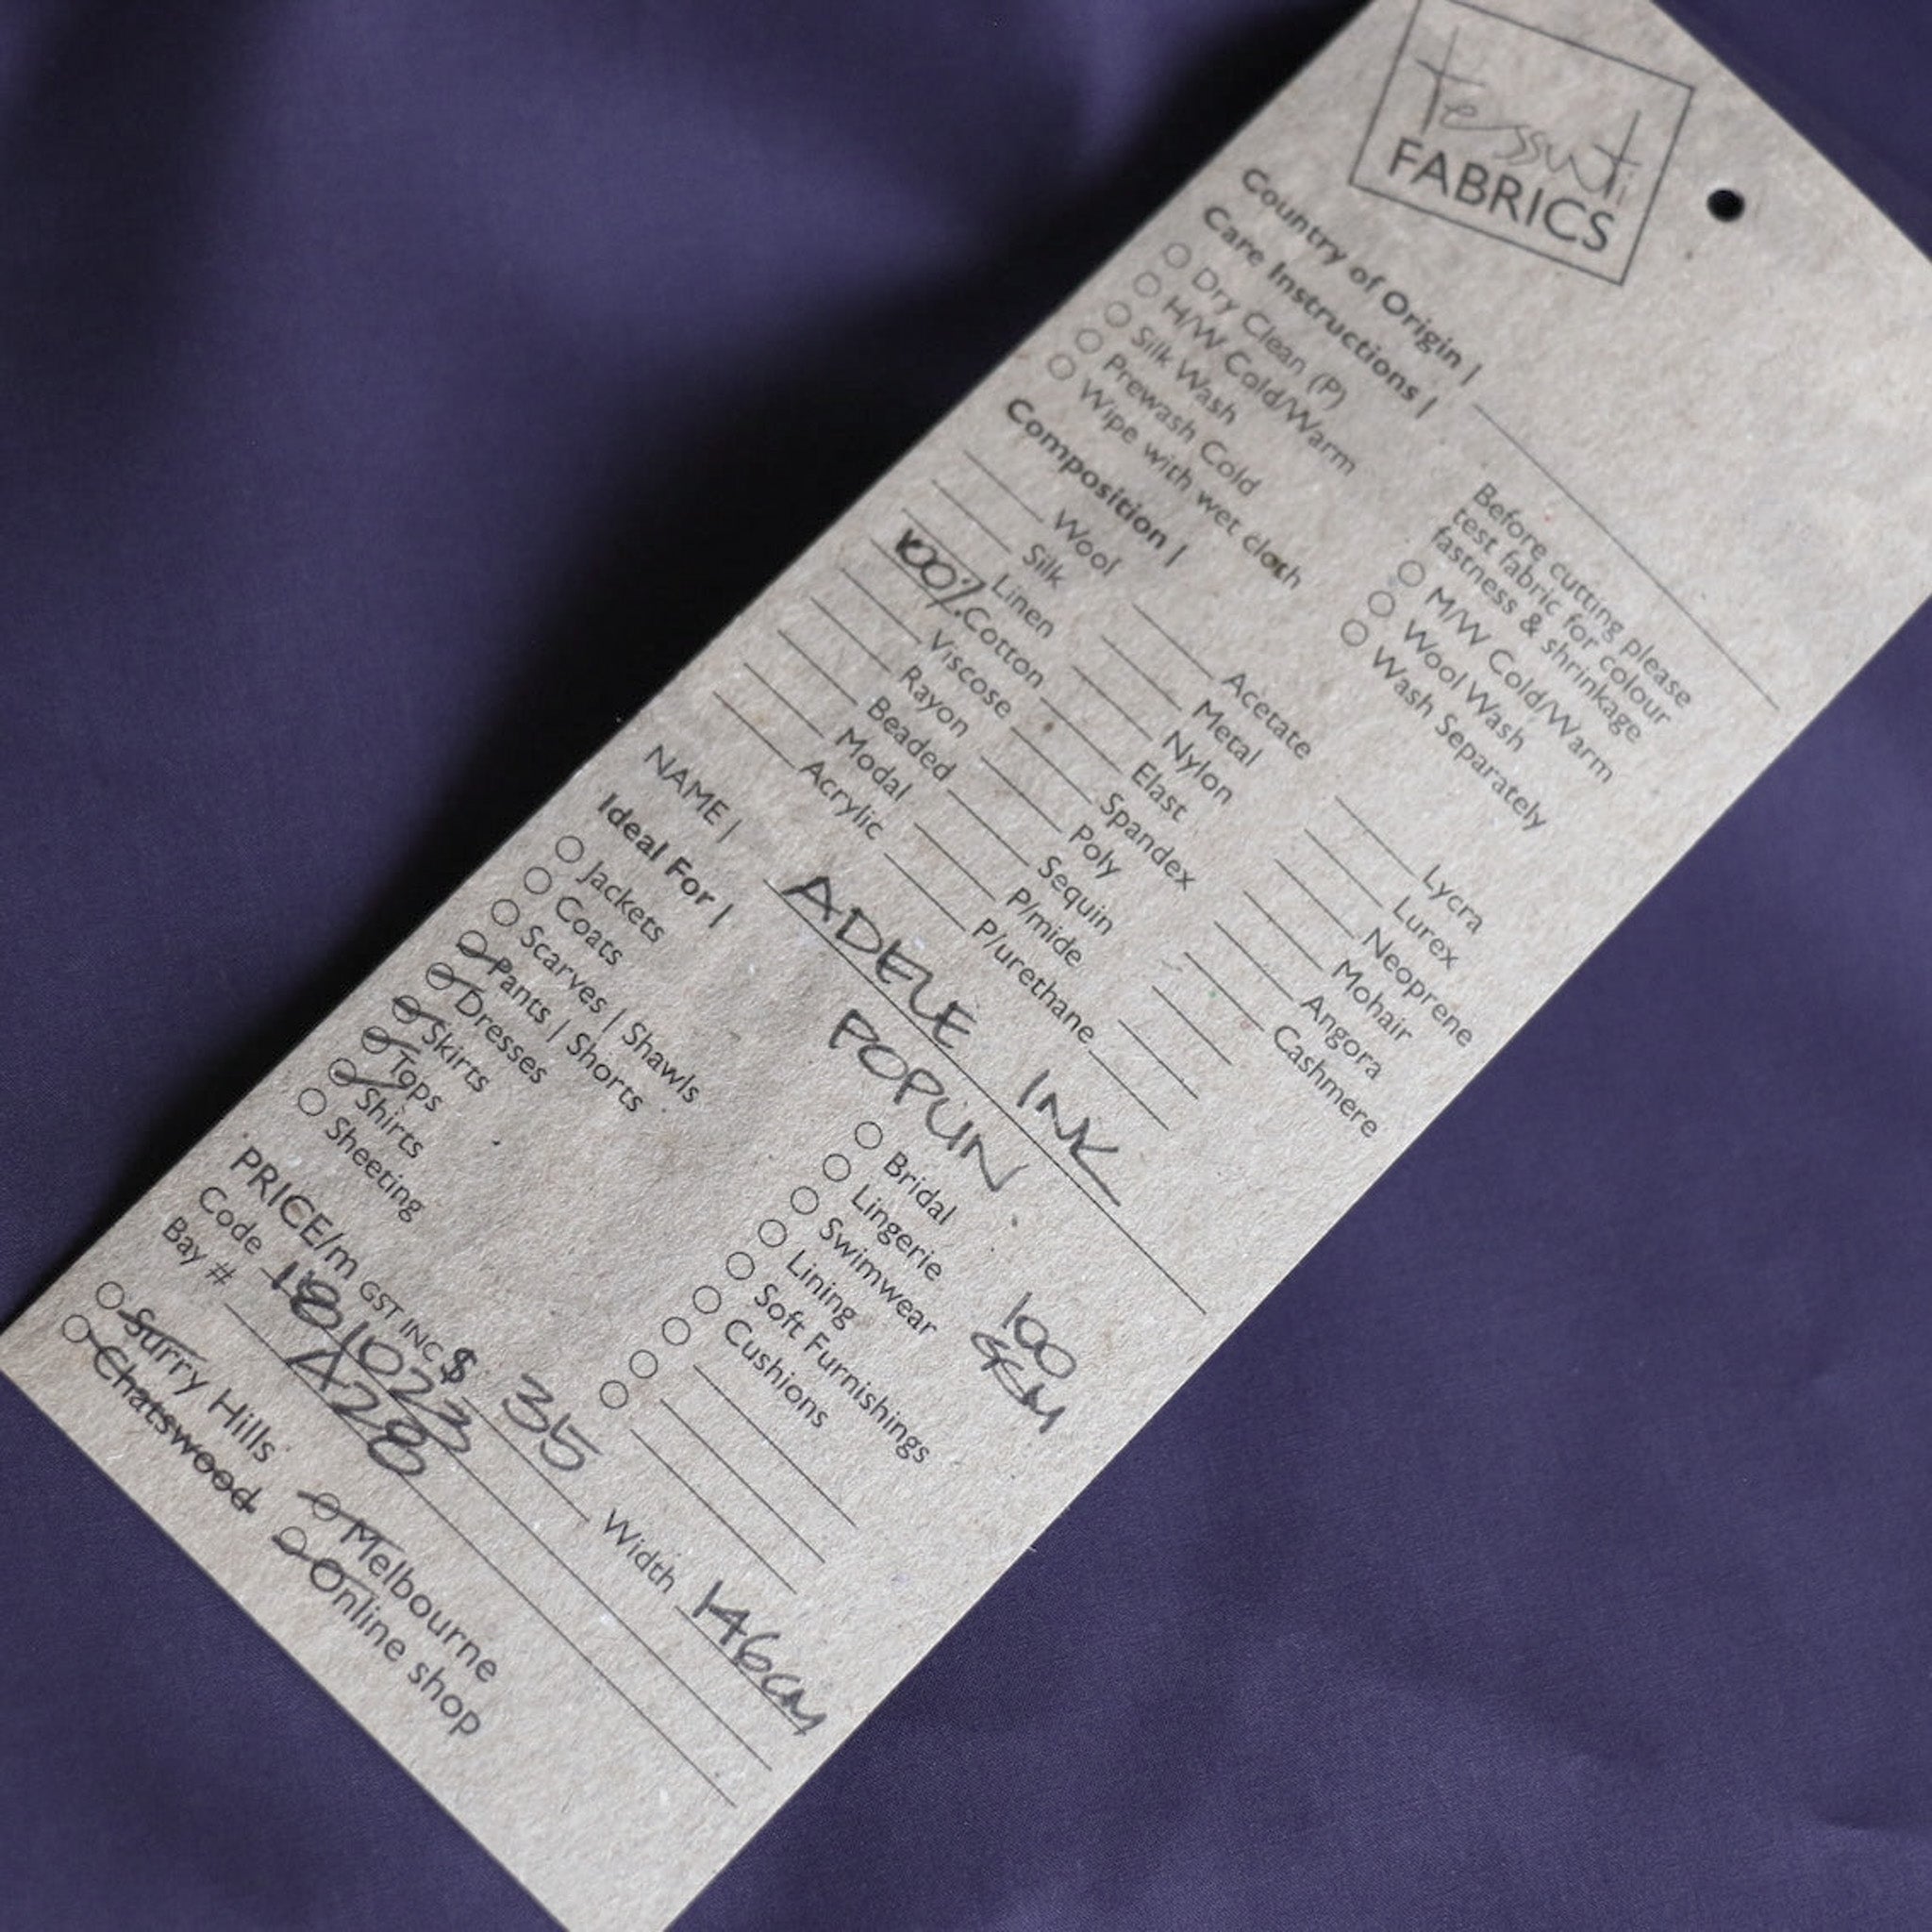 Tessuti
FABRICS
Country of Origin |
Care Instructions |
Dry Clean (P)
H/W Cold/Warm
Silk Wash
Prewash Cold
Wipe with wet cloth
Before cutting please
test fabric for colour
fastness & shrinkage
M/W Cold/Warm
Wool Wash
Wash Separately
Composition |
Wool
Silk
Linen
100% Cotton
Viscose
Rayon
Beaded
Modal
Acrylic
Acetate
Metal
Nylon
Elast
Spandex
Poly
Sequin
P/mide
P/urethane
Lycra
Lurex
Neoprene
Mohair
Angora
Cashmere
NAME | ADELE INK
POPLIN
Ideal For |
Jackets
Coats
Scarves | Shawls
Pants | Shorts
Dresses
Skirts
Tops
Shirts
Sheeting
Bridal
Lingerie
Swimwear
Lining
Soft Furnishings
Cushions
100
GSM
PRICE/m GST INC $ 35
Code 181023
Width 146cm
Bay # A28
Surry Hills
Chatswood
Melbourne
Online shop